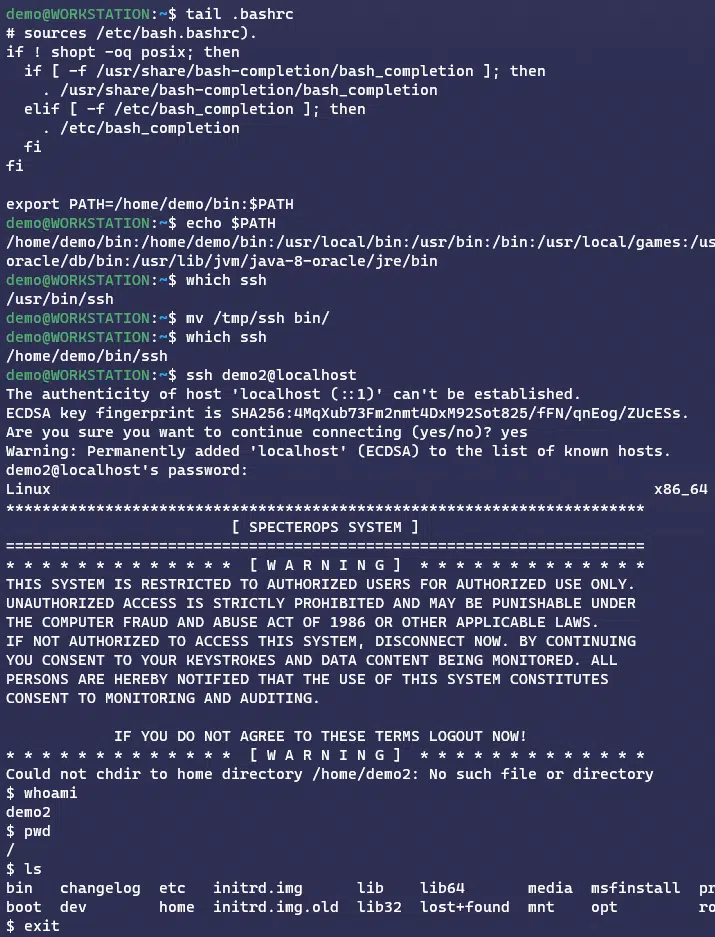 demo@WORKSTATION:~$ tail .bashrc
# sources /etc/bash.bashrc).
if ! shopt -oq posix; then
  if [ -f /usr/share/bash-completion/bash_completion ]; then
    . /usr/share/bash-completion/bash_completion
  elif [ -f /etc/bash_completion ]; then
    . /etc/bash_completion
  fi
fi

export PATH=/home/demo/bin:$PATH
demo@WORKSTATION:~$ echo $PATH
/home/demo/bin:/home/demo/bin:/usr/local/bin:/usr/bin:/bin:/usr/local/games:/us
oracle/db/bin:/usr/lib/jvm/java-8-oracle/jre/bin
demo@WORKSTATION:~$ which ssh
/usr/bin/ssh
demo@WORKSTATION:~$ mv /tmp/ssh bin/
demo@WORKSTATION:~$ which ssh
/home/demo/bin/ssh
demo@WORKSTATION:~$ ssh demo2@localhost
The authenticity of host 'localhost (::1)' can't be established.
ECDSA key fingerprint is SHA256:4MqXub73Fm2nmt4DxM92Sot825/fFN/qnEog/ZUcESs.
Are you sure you want to continue connecting (yes/no)? yes
Warning: Permanently added 'localhost' (ECDSA) to the list of known hosts.
demo2@localhost's password:
Linux                                                                   x86_64
***********************************************************************
                         [ SPECTEROPS SYSTEM ]
=======================================================================
* * * * * * * * * * * * *  [ W A R N I N G ]  * * * * * * * * * * * * *
THIS SYSTEM IS RESTRICTED TO AUTHORIZED USERS FOR AUTHORIZED USE ONLY.
UNAUTHORIZED ACCESS IS STRICTLY PROHIBITED AND MAY BE PUNISHABLE UNDER
THE COMPUTER FRAUD AND ABUSE ACT OF 1986 OR OTHER APPLICABLE LAWS.
IF NOT AUTHORIZED TO ACCESS THIS SYSTEM, DISCONNECT NOW. BY CONTINUING
YOU CONSENT TO YOUR KEYSTROKES AND DATA CONTENT BEING MONITORED. ALL
PERSONS ARE HEREBY NOTIFIED THAT THE USE OF THIS SYSTEM CONSTITUTES
CONSENT TO MONITORING AND AUDITING.

            IF YOU DO NOT AGREE TO THESE TERMS LOGOUT NOW!
* * * * * * * * * * * * *  [ W A R N I N G ]  * * * * * * * * * * * * *
Could not chdir to home directory /home/demo2: No such file or directory
$ whoami
demo2
$ pwd
/
$ ls
bin   changelog  etc   initrd.img      lib    lib64       media  msfinstall  pr
boot  dev        home  initrd.img.old  lib32  lost+found  mnt    opt         ro
$ exit